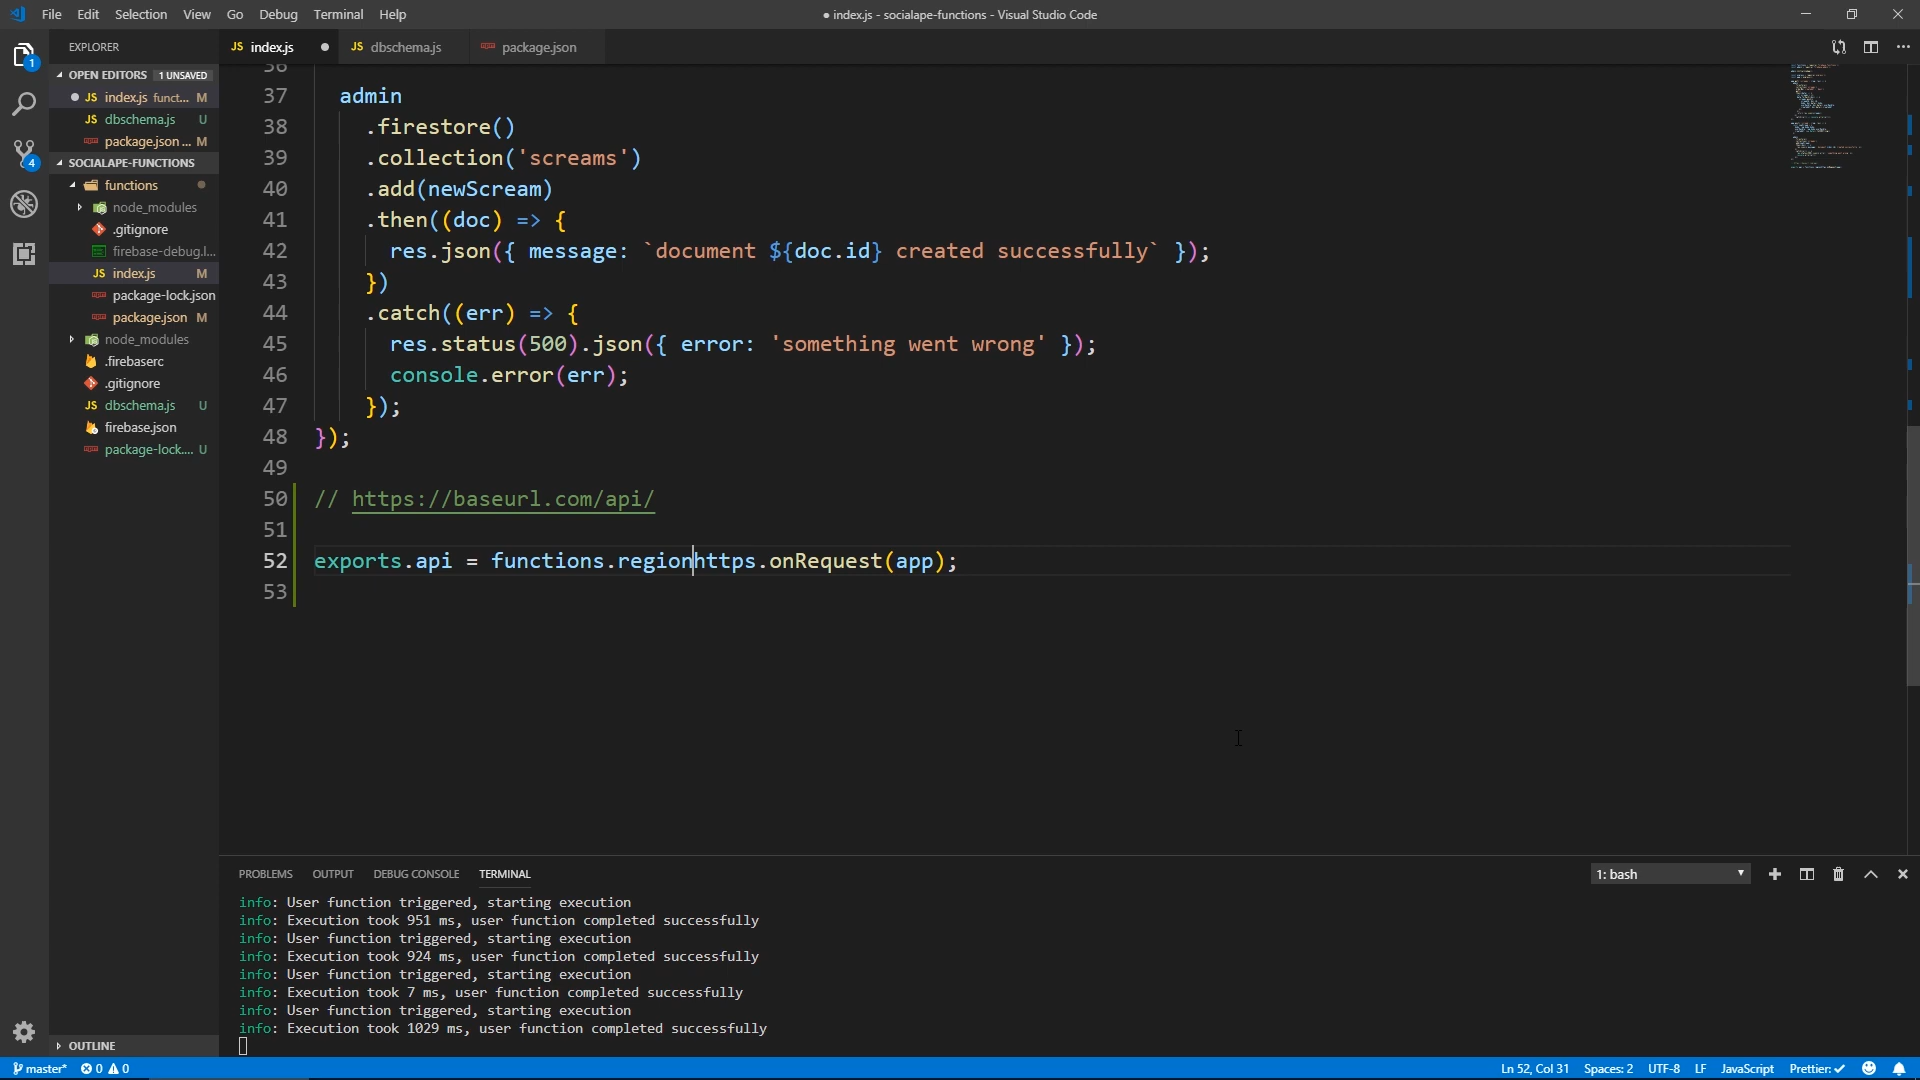 File Edit Selection View Go Debug Terminal Help
● index.js - socialape-functions - Visual Studio Code
EXPLORER
OPEN EDITORS 1 UNSAVED
JS index.js funct... M
JS dbschema.js U
package.json ... M
SOCIALAPE-FUNCTIONS
functions
node_modules
.gitignore
firebase-debug.l...
JS index.js M
package-lock.json
package.json M
node_modules
.firebaserc
.gitignore
JS dbschema.js U
firebase.json
package-lock.... U
OUTLINE
1
4
JS index.js ●
JS dbschema.js
package.json
36
37 admin
38 .firestore()
39 .collection('screams')
40 .add(newScream)
41 .then((doc) => {
42 res.json({ message: `document ${doc.id} created successfully` });
43 })
44 .catch((err) => {
45 res.status(500).json({ error: 'something went wrong' });
46 console.error(err);
47 });
48 });
49
50 // https://baseurl.com/api/
51
52 exports.api = functions.regionhttps.onRequest(app);
53
PROBLEMS OUTPUT DEBUG CONSOLE TERMINAL
1: bash
info: User function triggered, starting execution
info: Execution took 951 ms, user function completed successfully
info: User function triggered, starting execution
info: Execution took 924 ms, user function completed successfully
info: User function triggered, starting execution
info: Execution took 7 ms, user function completed successfully
info: User function triggered, starting execution
info: Execution took 1029 ms, user function completed successfully
master* 0 0
Ln 52, Col 31 Spaces: 2 UTF-8 LF JavaScript Prettier: ✓